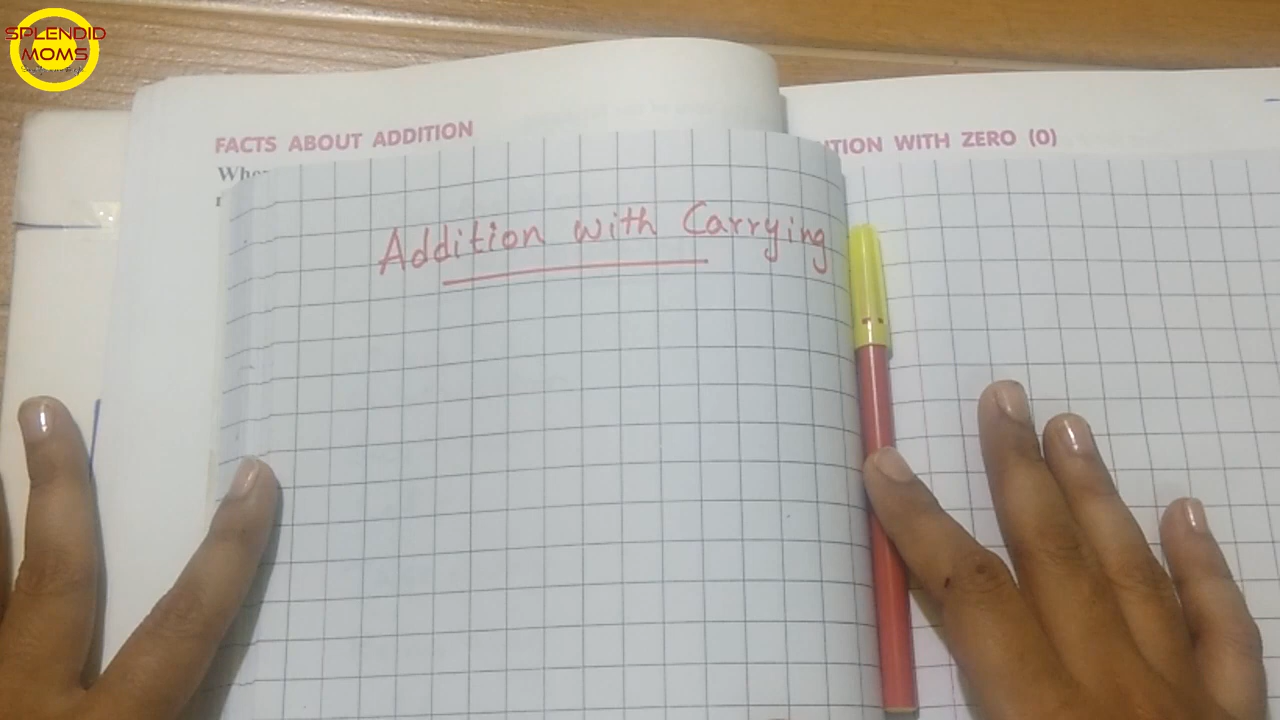 SPLENDID
MOMS
FACTS ABOUT ADDITION
ITION WITH ZERO (0)
Addition with Carrying